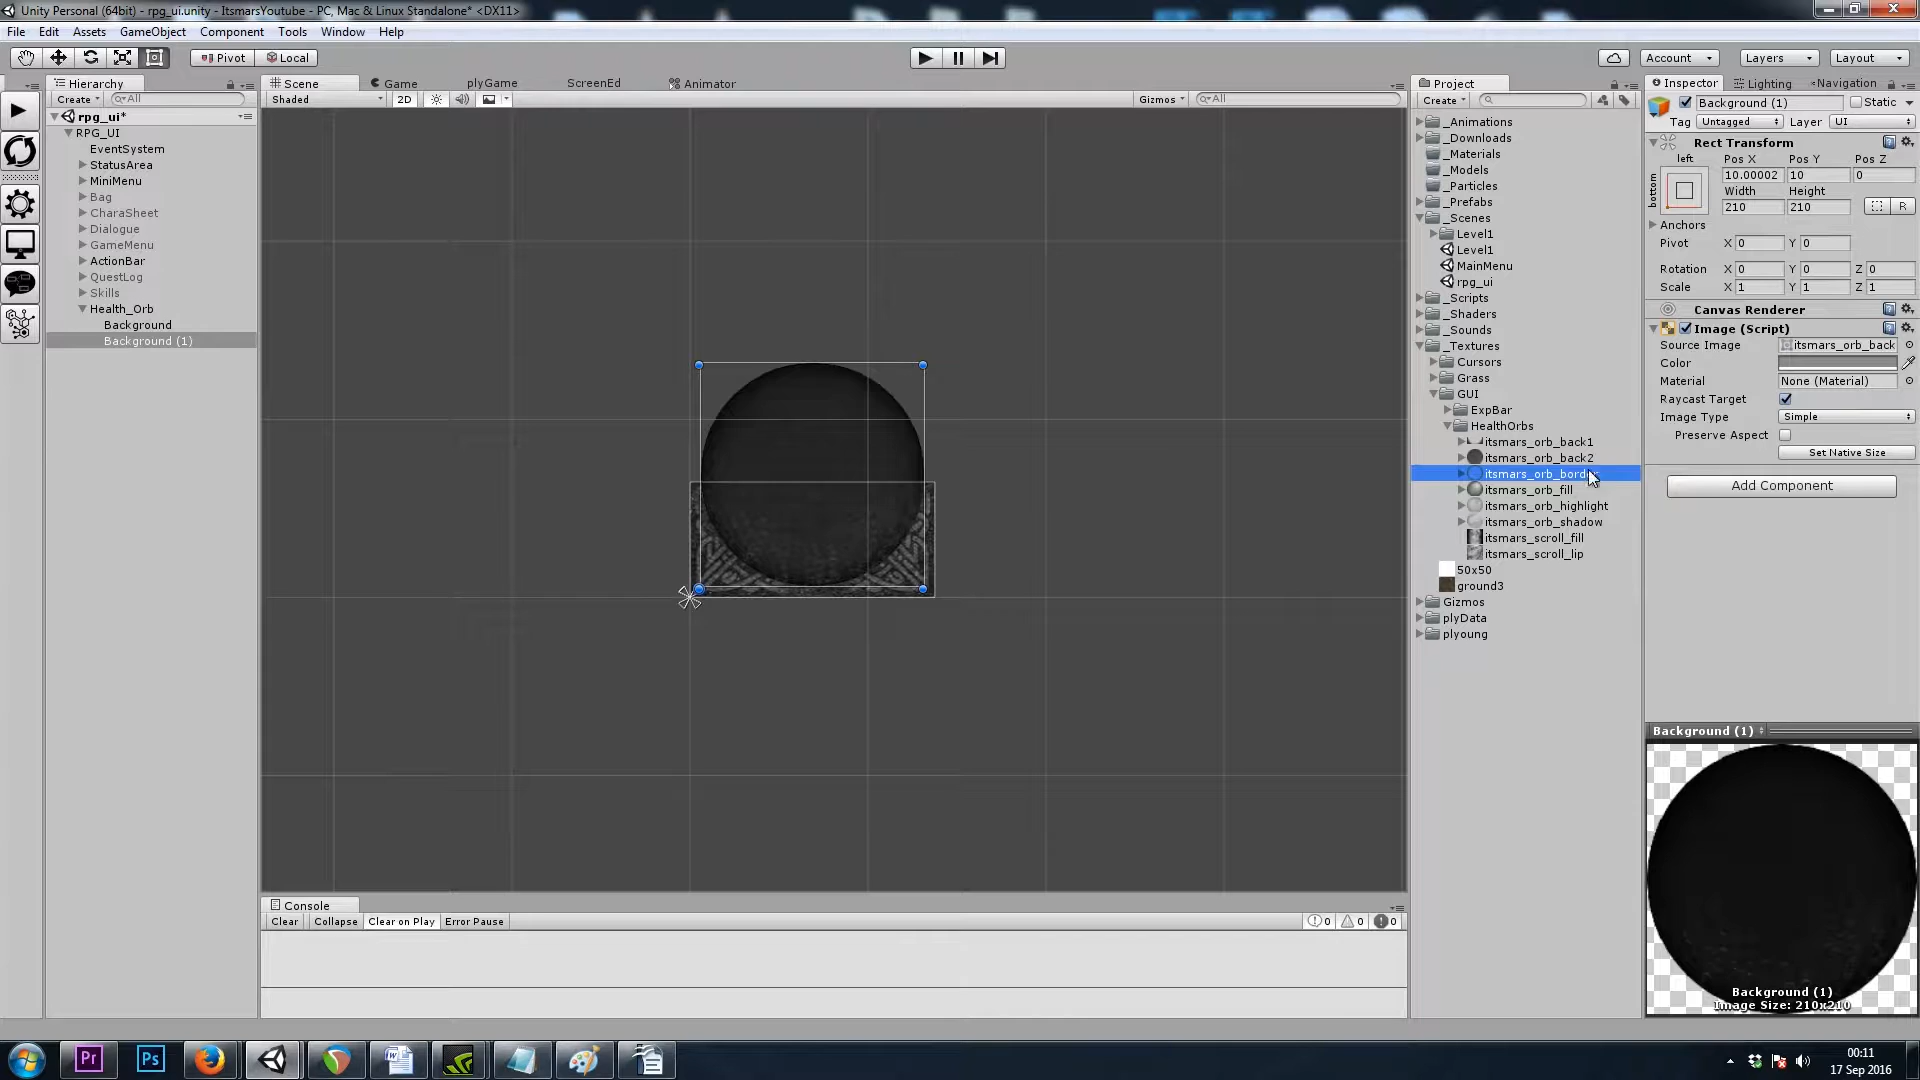 Unity Personal (64bit) - rpg_ui.unity - ItsmarsYoutube - PC, Mac & Linux Standalone* <DX11>
File Edit Assets GameObject Component Tools Window Help
Pivot Local Account Layers Layout
Hierarchy
Create All
rpg_ui*
RPG_UI
EventSystem
StatusArea
MiniMenu
Bag
CharaSheet
Dialogue
GameMenu
ActionBar
QuestLog
Skills
Health_Orb
Background
Background (1)
Scene Game plyGame ScreenEd Animator
Shaded 2D Gizmos All
Console
Clear Collapse Clear on Play Error Pause 0 0 0
Project
Create
_Animations
_Downloads
_Materials
_Models
_Particles
_Prefabs
_Scenes
Level1
Level1
MainMenu
rpg_ui
_Scripts
_Shaders
_Sounds
_Textures
Cursors
Grass
GUI
ExpBar
HealthOrbs
itsmars_orb_back1
itsmars_orb_back2
itsmars_orb_border
itsmars_orb_fill
itsmars_orb_highlight
itsmars_orb_shadow
itsmars_scroll_fill
itsmars_scroll_lip
50x50
ground3
Gizmos
plyData
plyoung
Inspector Lighting Navigation
Background (1) Static
Tag Untagged Layer UI
Rect Transform
left Pos X Pos Y Pos Z
bottom 10.00002 10 0
Width Height
210 210 R
Anchors
Pivot X 0 Y 0
Rotation X 0 Y 0 Z 0
Scale X 1 Y 1 Z 1
Canvas Renderer
Image (Script)
Source Image itsmars_orb_back
Color
Material None (Material)
Raycast Target
Image Type Simple
Preserve Aspect
Set Native Size
Add Component
Background (1)
Background (1)
Image Size: 210x210
Pr Ps
00:11
17 Sep 2016